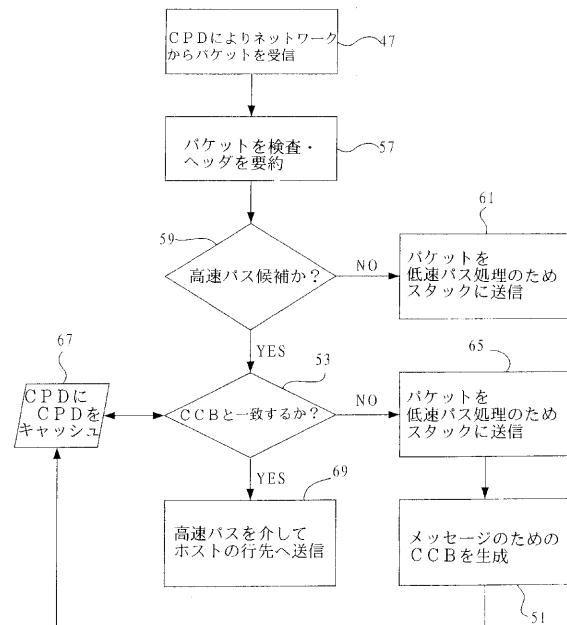 CPDによりネットワーク
からパケットを受信
47
パケットを検査・
ヘッダを要約
57
59
高速パス候補か？
NO
61
パケットを
低速パス処理のため
スタックに送信
YES
67
CPDに
CPDを
キャッシュ
53
CCBと一致するか？
NO
65
パケットを
低速パス処理のため
スタックに送信
YES
69
高速パスを介して
ホストの行先へ送信
メッセージのための
CCBを生成
51